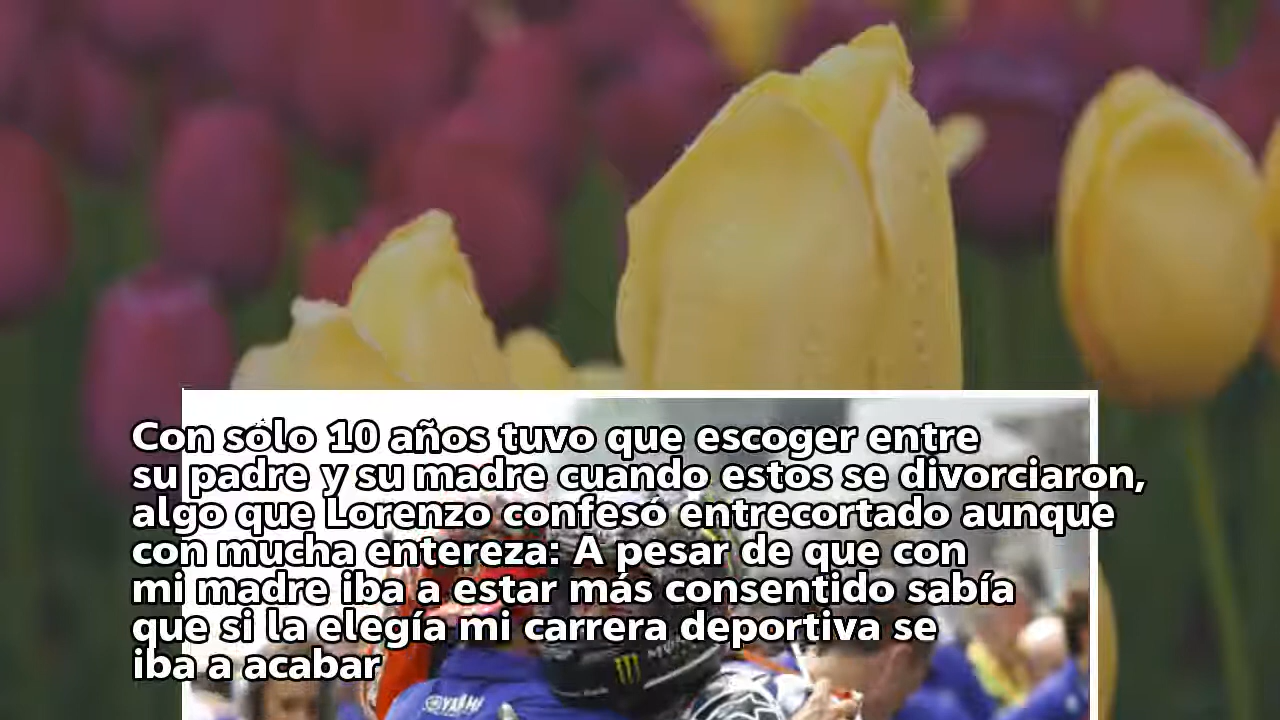 Con sólo 10 años tuvo que escoger entre
su padre y su madre cuando estos se divorciaron,
algo que Lorenzo confesó entrecortado aunque
con mucha entereza: A pesar de que con
mi madre iba a estar más consentido sabía
que si la elegía mi carrera deportiva se
iba a acabar
YAMAHA